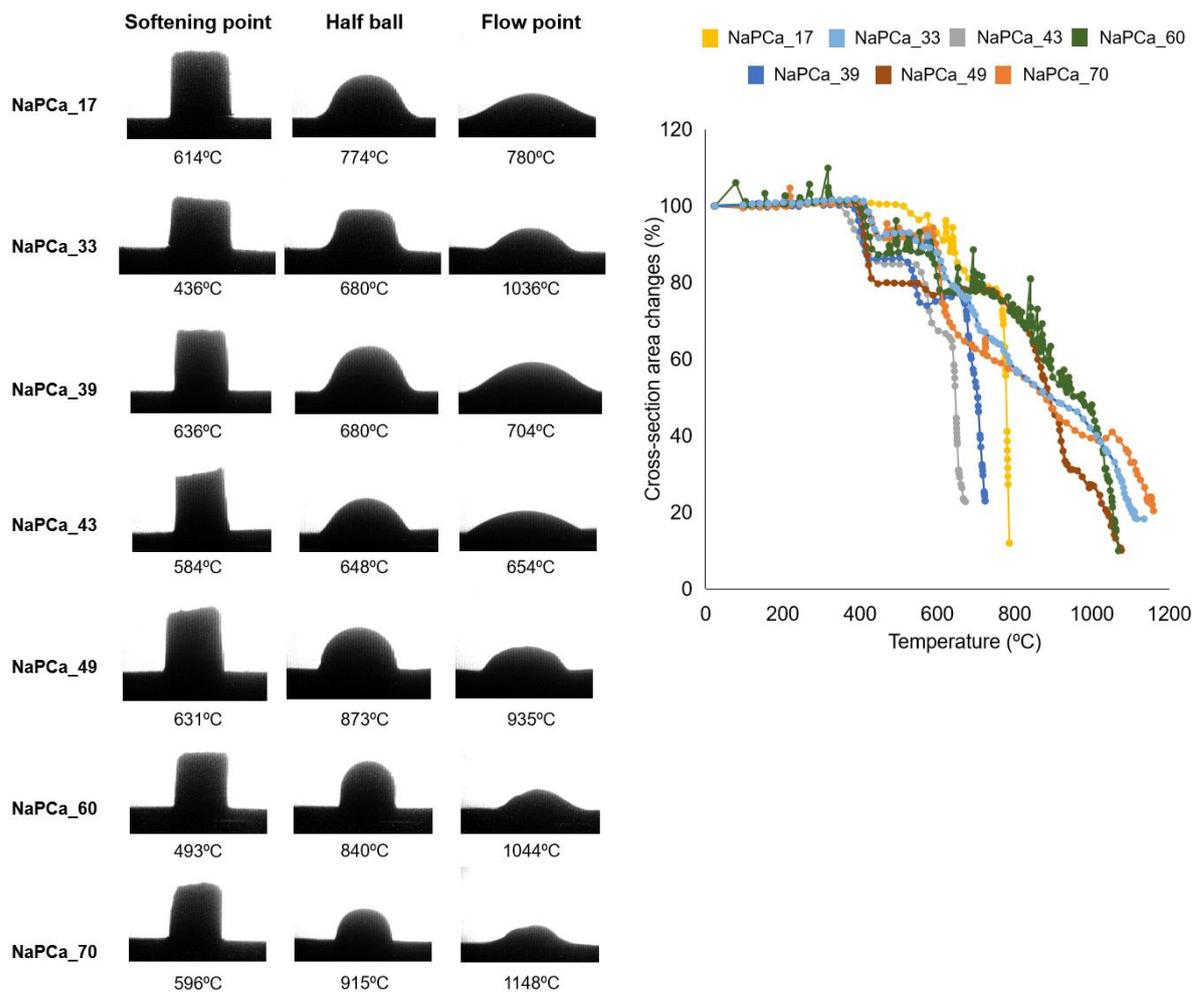 Softening point Half ball Flow point
NaPCa_17
614ºC 774ºC 780ºC
NaPCa_33
436ºC 680ºC 1036ºC
NaPCa_39
636ºC 680ºC 704ºC
NaPCa_43
584ºC 648ºC 654ºC
NaPCa_49
631ºC 873ºC 935ºC
NaPCa_60
493ºC 840ºC 1044ºC
NaPCa_70
596ºC 915ºC 1148ºC
NaPCa_17 NaPCa_33 NaPCa_43 NaPCa_60
NaPCa_39 NaPCa_49 NaPCa_70
Cross-section area changes (%)
120
100
80
60
40
20
0
0 200 400 600 800 1000 1200
Temperature (ºC)